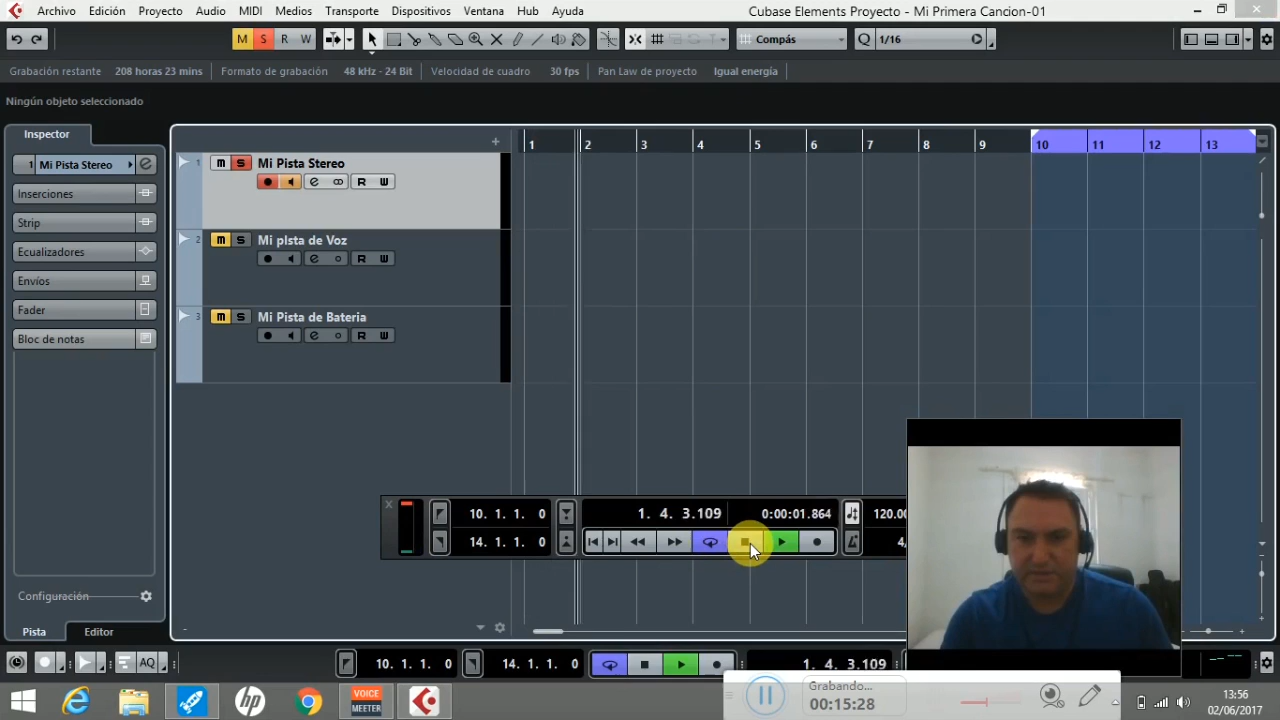 Archivo Edición Proyecto Audio MIDI Medios Transporte Dispositivos Ventana Hub Ayuda Cubase Elements Proyecto - Mi Primera Cancion-01
M S R W Compás Q 1/16
Grabación restante 208 horas 23 mins Formato de grabación 48 kHz - 24 Bit Velocidad de cuadro 30 fps Pan Law de proyecto Igual energía
Ningún objeto seleccionado
Inspector
1 2 3 4 5 6 7 8 9 10 11 12 13
1 Mi Pista Stereo
Inserciones
Strip
Ecualizadores
Envíos
Fader
Bloc de notas
1 m S Mi Pista Stereo
e R W
2 m S Mi pIsta de Voz
e R W
3 m S Mi Pista de Bateria
e R W
10. 1. 1. 0 1. 4. 3.109 0:00:01.864 120.00
14. 1. 1. 0 4/
Configuración
Pista Editor
AQ 10. 1. 1. 0 14. 1. 1. 0 1. 4. 3.109
Grabando...
00:15:28
hp VOICE MEETER
13:56
02/06/2017